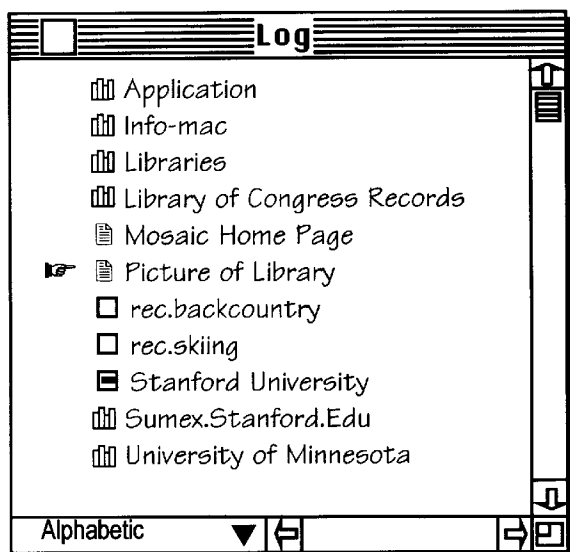 Log
Application
Info-mac
Libraries
Library of Congress Records
Mosaic Home Page
Picture of Library
rec.backcountry
rec.skiing
Stanford University
Sumex.Stanford.Edu
University of Minnesota
Alphabetic